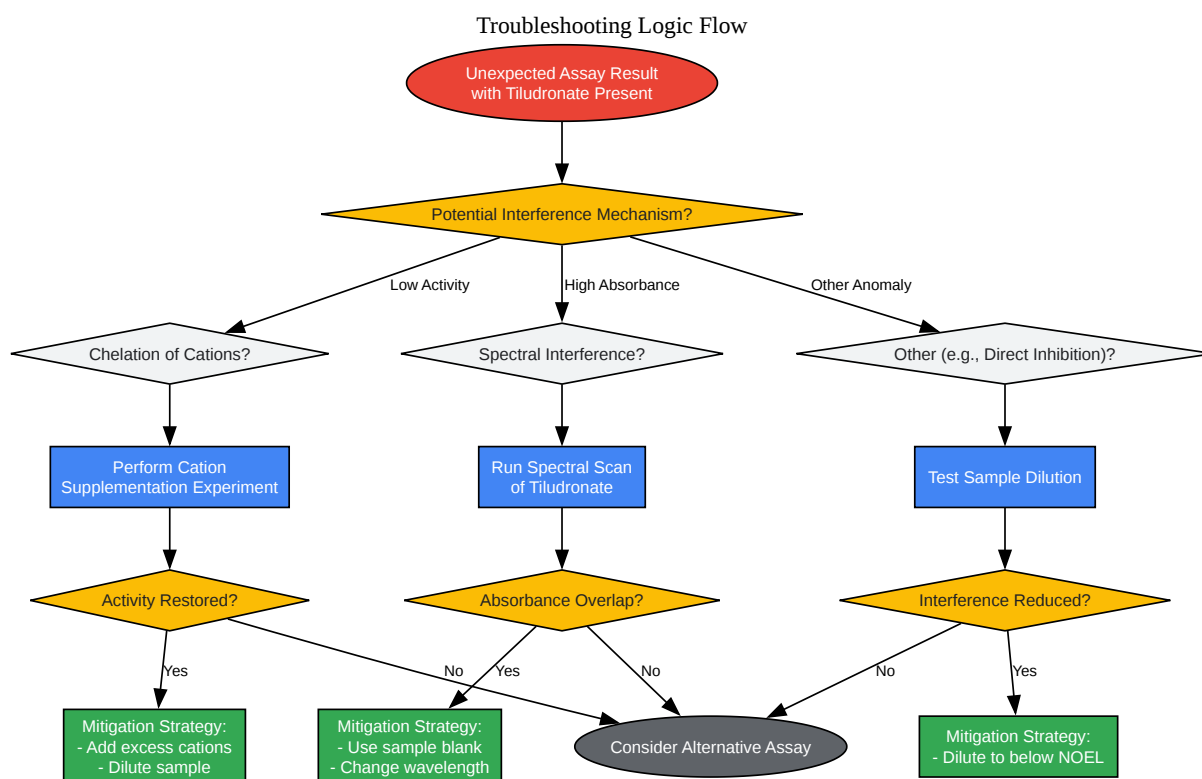 Troubleshooting Logic Flow
Unexpected Assay Result
with Tiludronate Present
Potential Interference Mechanism?
Low Activity
High Absorbance
Other Anomaly
Chelation of Cations?
Spectral Interference?
Other (e.g., Direct Inhibition)?
Perform Cation
Supplementation Experiment
Run Spectral Scan
of Tiludronate
Test Sample Dilution
Activity Restored?
Absorbance Overlap?
Interference Reduced?
Yes
No
Yes
No
No
Yes
Mitigation Strategy:
- Add excess cations
- Dilute sample
Mitigation Strategy:
- Use sample blank
- Change wavelength
Consider Alternative Assay
Mitigation Strategy:
- Dilute to below NOEL